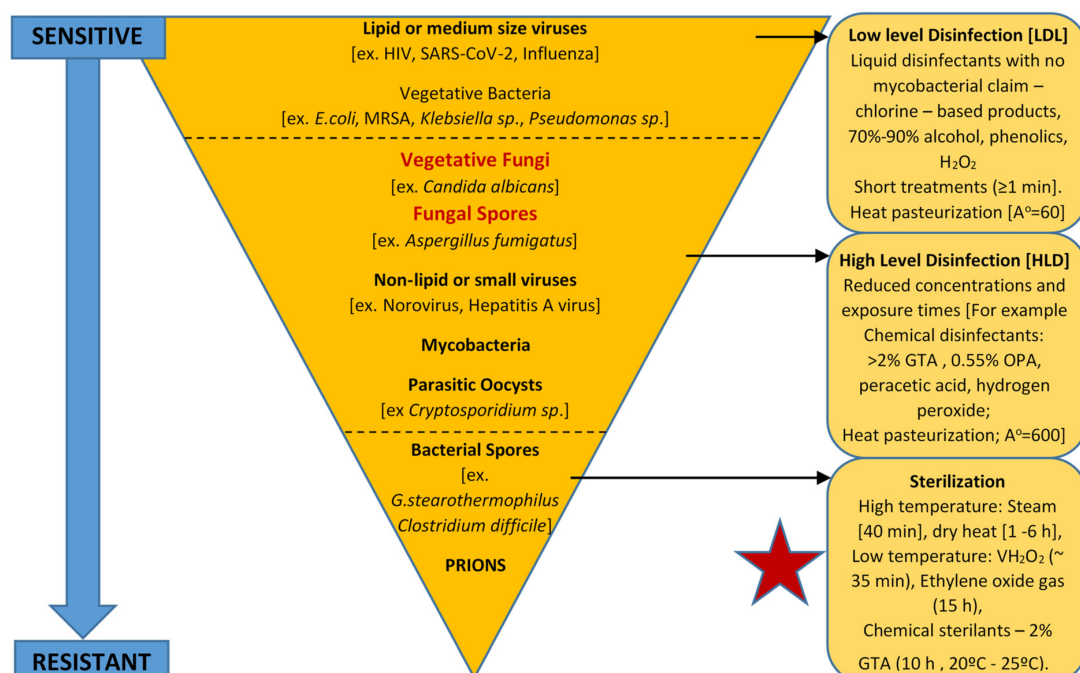 SENSITIVE
Lipid or medium size viruses
[ex. HIV, SARS-CoV-2, Influenza]
Vegetative Bacteria
[ex. E.coli, MRSA, Klebsiella sp., Pseudomonas sp.]
Vegetative Fungi
[ex. Candida albicans]
Fungal Spores
[ex. Aspergillus fumigatus]
Non-lipid or small viruses
[ex. Norovirus, Hepatitis A virus]
Mycobacteria
Parasitic Oocysts
[ex Cryptosporidium sp.]
Bacterial Spores
[ex.
G.stearothermophilus
Clostridium difficile]
PRIONS
RESISTANT
Low level Disinfection [LDL]
Liquid disinfectants with no
mycobacterial claim –
chlorine – based products,
70%-90% alcohol, phenolics,
H₂O₂
Short treatments (≥1 min].
Heat pasteurization [Aᵒ=60]
High Level Disinfection [HLD]
Reduced concentrations and
exposure times [For example
Chemical disinfectants:
>2% GTA , 0.55% OPA,
peracetic acid, hydrogen
peroxide;
Heat pasteurization; Aᵒ=600]
Sterilization
High temperature: Steam
[40 min], dry heat [1 -6 h],
Low temperature: VH₂O₂ (~
35 min), Ethylene oxide gas
(15 h),
Chemical sterilants – 2%
GTA (10 h , 20ºC - 25ºC).